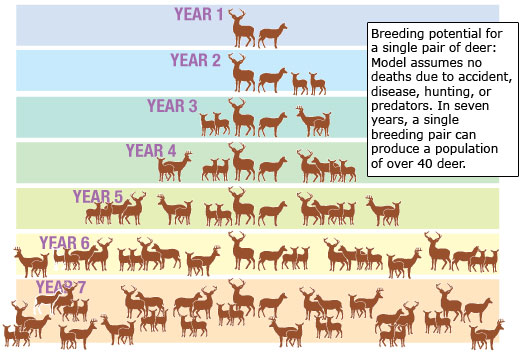 YEAR 1
Breeding potential for
a single pair of deer:
Model assumes no
deaths due to accident,
disease, hunting, or
predators. In seven
years, a single
breeding pair can
produce a population
of over 40 deer.
YEAR 2
YEAR 3
YEAR 4
YEAR 5
YEAR 6
YEAR 7